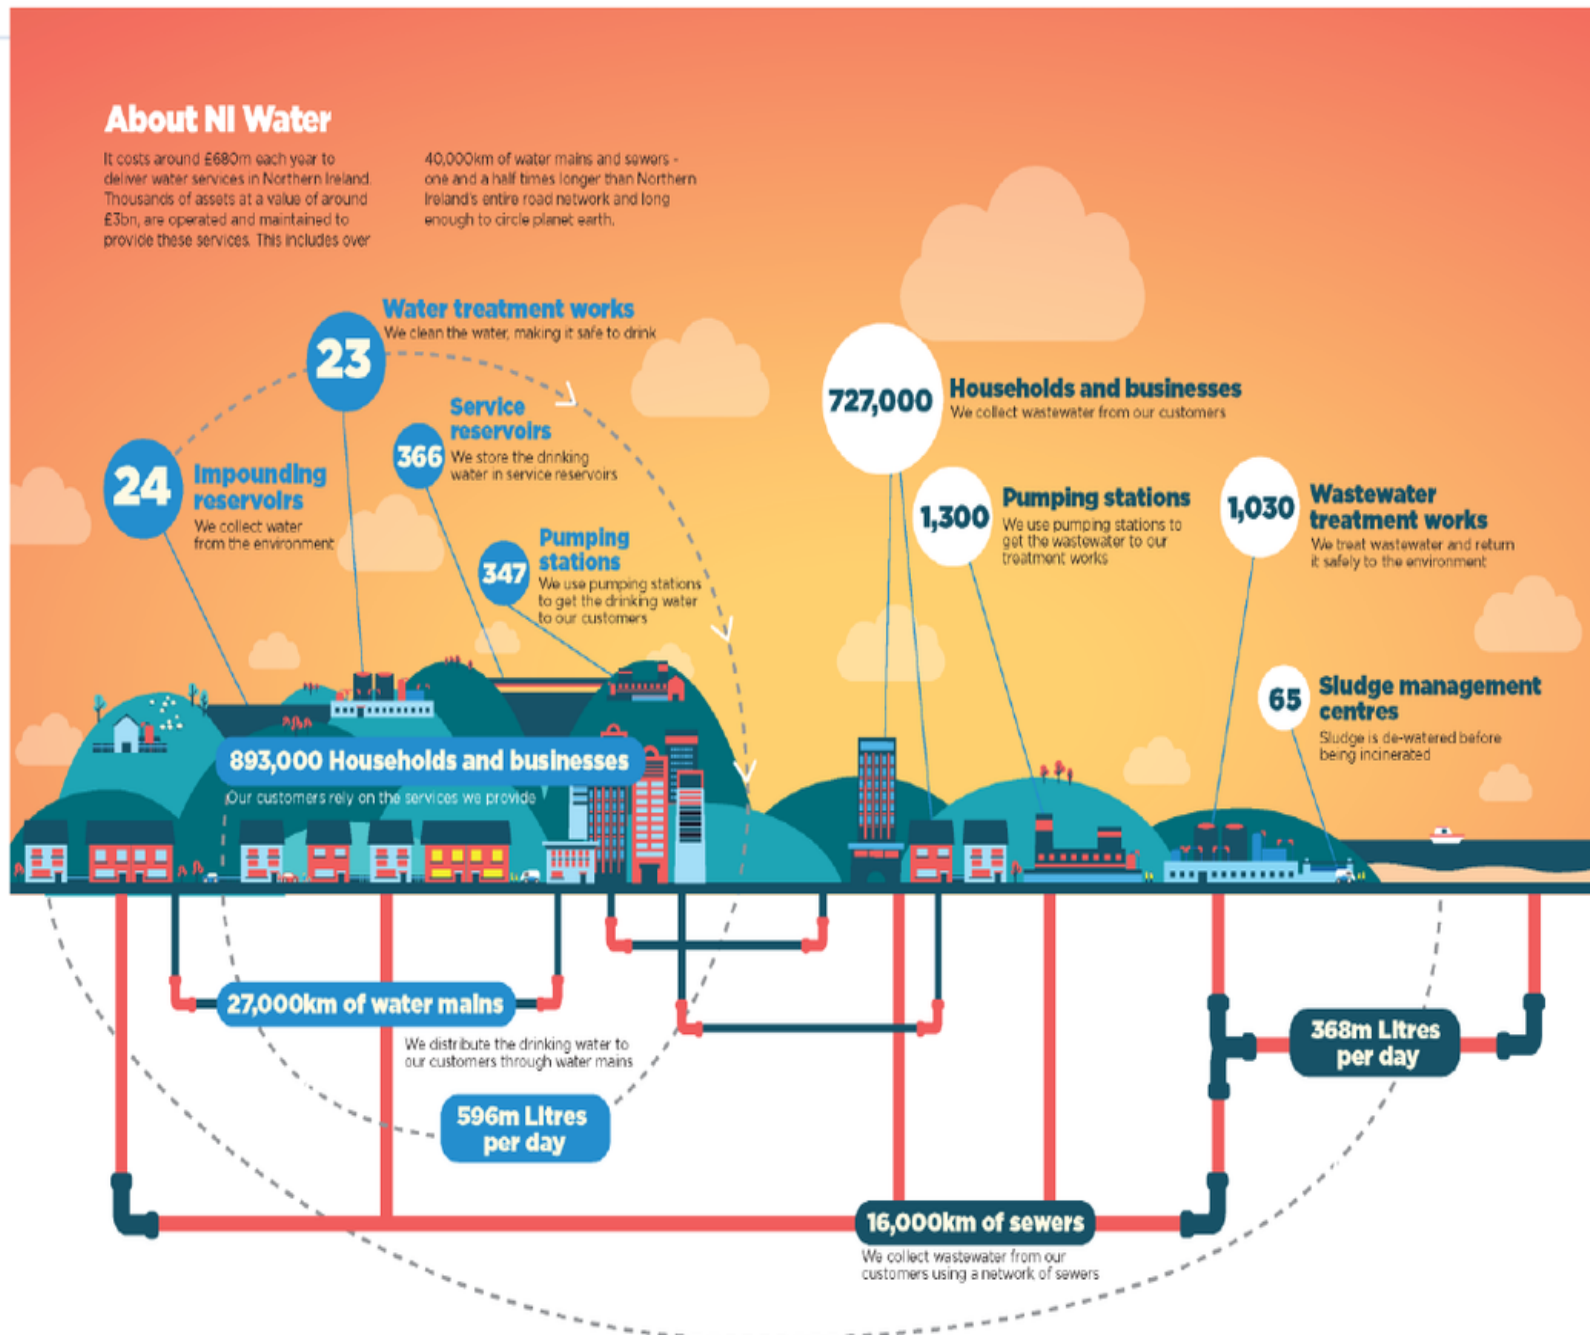 About NI Water
It costs around £680m each year to
deliver water services in Northern Ireland.
Thousands of assets at a value of around
£3bn, are operated and maintained to
provide these services. This includes over
40,000km of water mains and sewers -
one and a half times longer than Northern
Ireland's entire road network and long
enough to circle planet earth.
23
Water treatment works
We clean the water, making it safe to drink
24
Impounding
reservoirs
We collect water
from the environment
366
Service
reservoirs
We store the drinking
water in service reservoirs
347
Pumping
stations
We use pumping stations
to get the drinking water
to our customers
727,000
Households and businesses
We collect wastewater from our customers
1,300
Pumping stations
We use pumping stations to
get the wastewater to our
treatment works
1,030
Wastewater
treatment works
We treat wastewater and return
it safely to the environment
65
Sludge management
centres
Sludge is de-watered before
being incinerated
893,000 Households and businesses
Our customers rely on the services we provide
27,000km of water mains
We distribute the drinking water to
our customers through water mains
596m Litres
per day
368m Litres
per day
16,000km of sewers
We collect wastewater from our
customers using a network of sewers